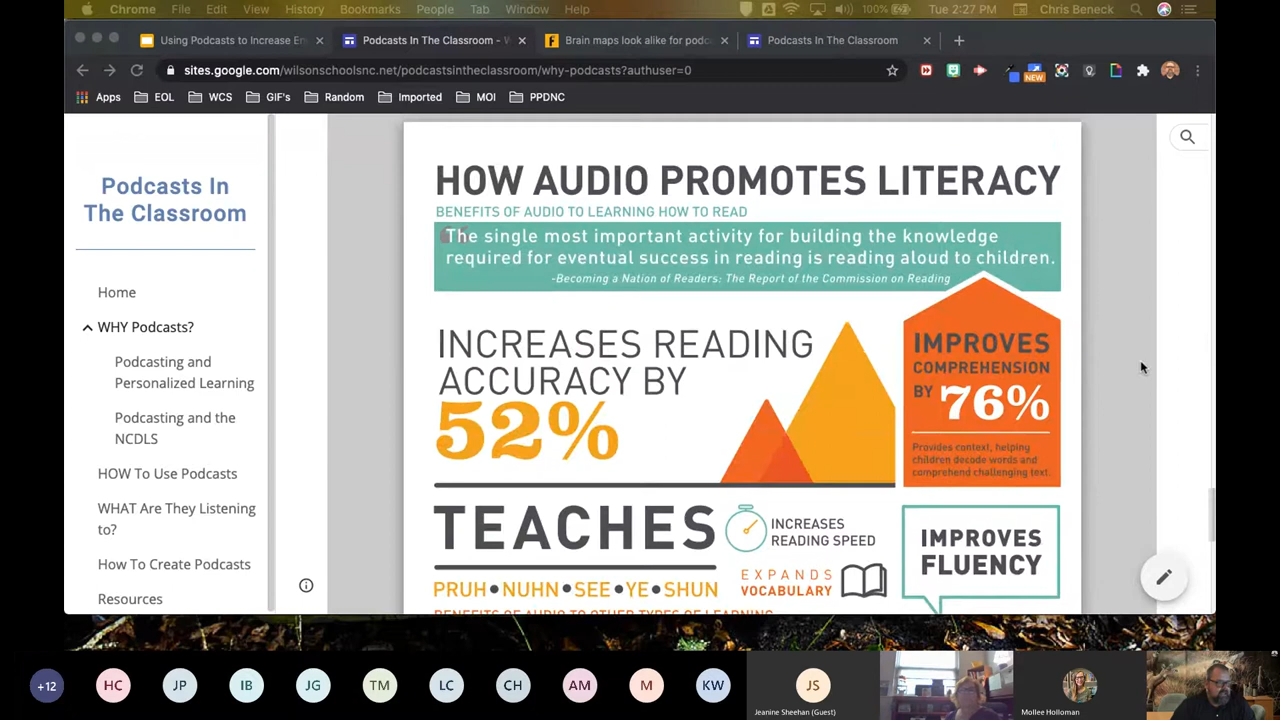 Chrome File Edit View History Bookmarks People Tab Window Help 100% Tue 2:27 PM Chris Beneck
Using Podcasts to Increase En
Podcasts In The Classroom - W
Brain maps look alike for podc
Podcasts In The Classroom
sites.google.com/wilsonschoolsnc.net/podcastsintheclassroom/why-podcasts?authuser=0
NEW
Apps EOL WCS GIF's Random Imported MOI PPDNC
Podcasts In
The Classroom
Home
WHY Podcasts?
Podcasting and
Personalized Learning
Podcasting and the
NCDLS
HOW To Use Podcasts
WHAT Are They Listening
to?
How To Create Podcasts
Resources
HOW AUDIO PROMOTES LITERACY
BENEFITS OF AUDIO TO LEARNING HOW TO READ
“The single most important activity for building the knowledge
required for eventual success in reading is reading aloud to children.
-Becoming a Nation of Readers: The Report of the Commission on Reading
INCREASES READING
ACCURACY BY
52%
IMPROVES
COMPREHENSION
BY 76%
Provides context, helping
children decode words and
comprehend challenging text.
TEACHES
PRUH•NUHN•SEE•YE•SHUN
INCREASES
READING SPEED
EXPANDS
VOCABULARY
IMPROVES
FLUENCY
BENEFITS OF AUDIO TO OTHER TYPES OF LEARNING
+12 HC JP IB JG TM LC CH AM M KW JS
Jeanine Sheehan (Guest)
Mollee Holloman